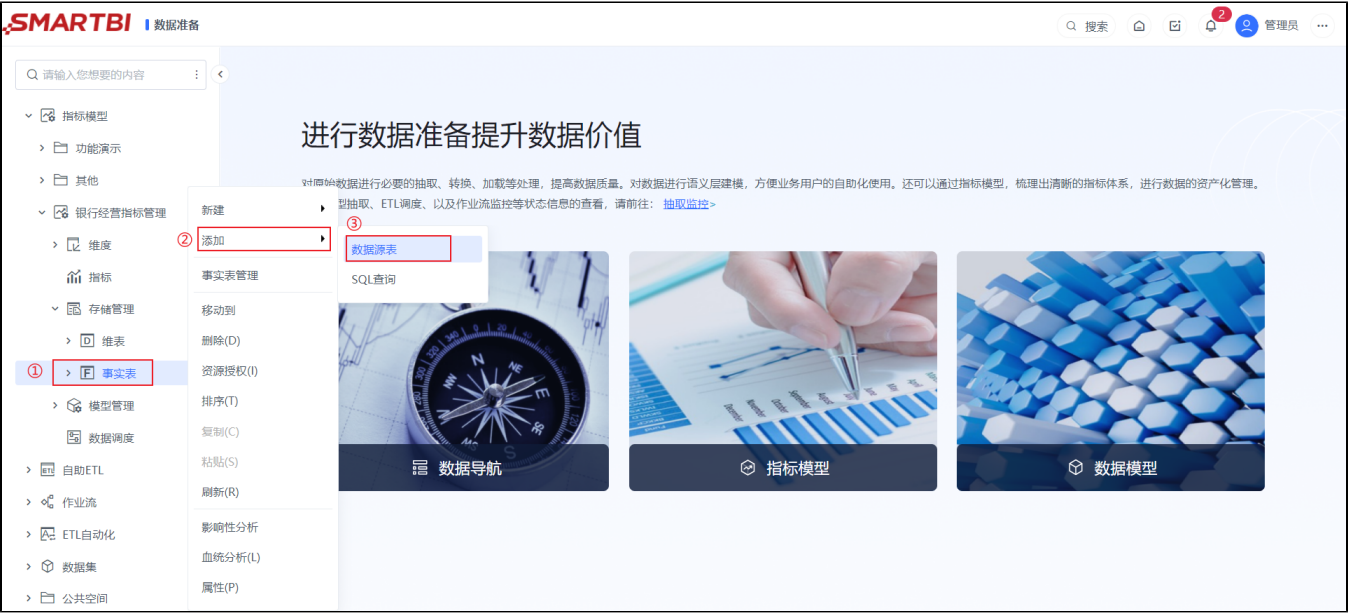 SMARTBI 数据准备
搜索
2
管理员
请输入您想要的内容
指标模型
功能演示
其他
银行经营指标管理
维度
指标
存储管理
维表
① 事实表
模型管理
数据调度
自助ETL
作业流
ETL自动化
数据集
公共空间
新建
② 添加
事实表管理
移动到
删除(D)
资源授权(I)
排序(T)
复制(C)
粘贴(S)
刷新(R)
影响性分析
血统分析(L)
属性(P)
③
数据源表
SQL查询
进行数据准备提升数据价值
对原始数据进行必要的抽取、转换、加载等处理，提高数据质量。对数据进行语义层建模，方便业务用户的自助化使用。还可以通过指标模型，梳理出清晰的指标体系，进行数据的资产化管理。
型抽取、ETL调度、以及作业流监控等状态信息的查看，请前往： 抽取监控>
N
NE
E
SE
S
NW
December
November
October
September
August
June
May
April
数据导航
指标模型
数据模型